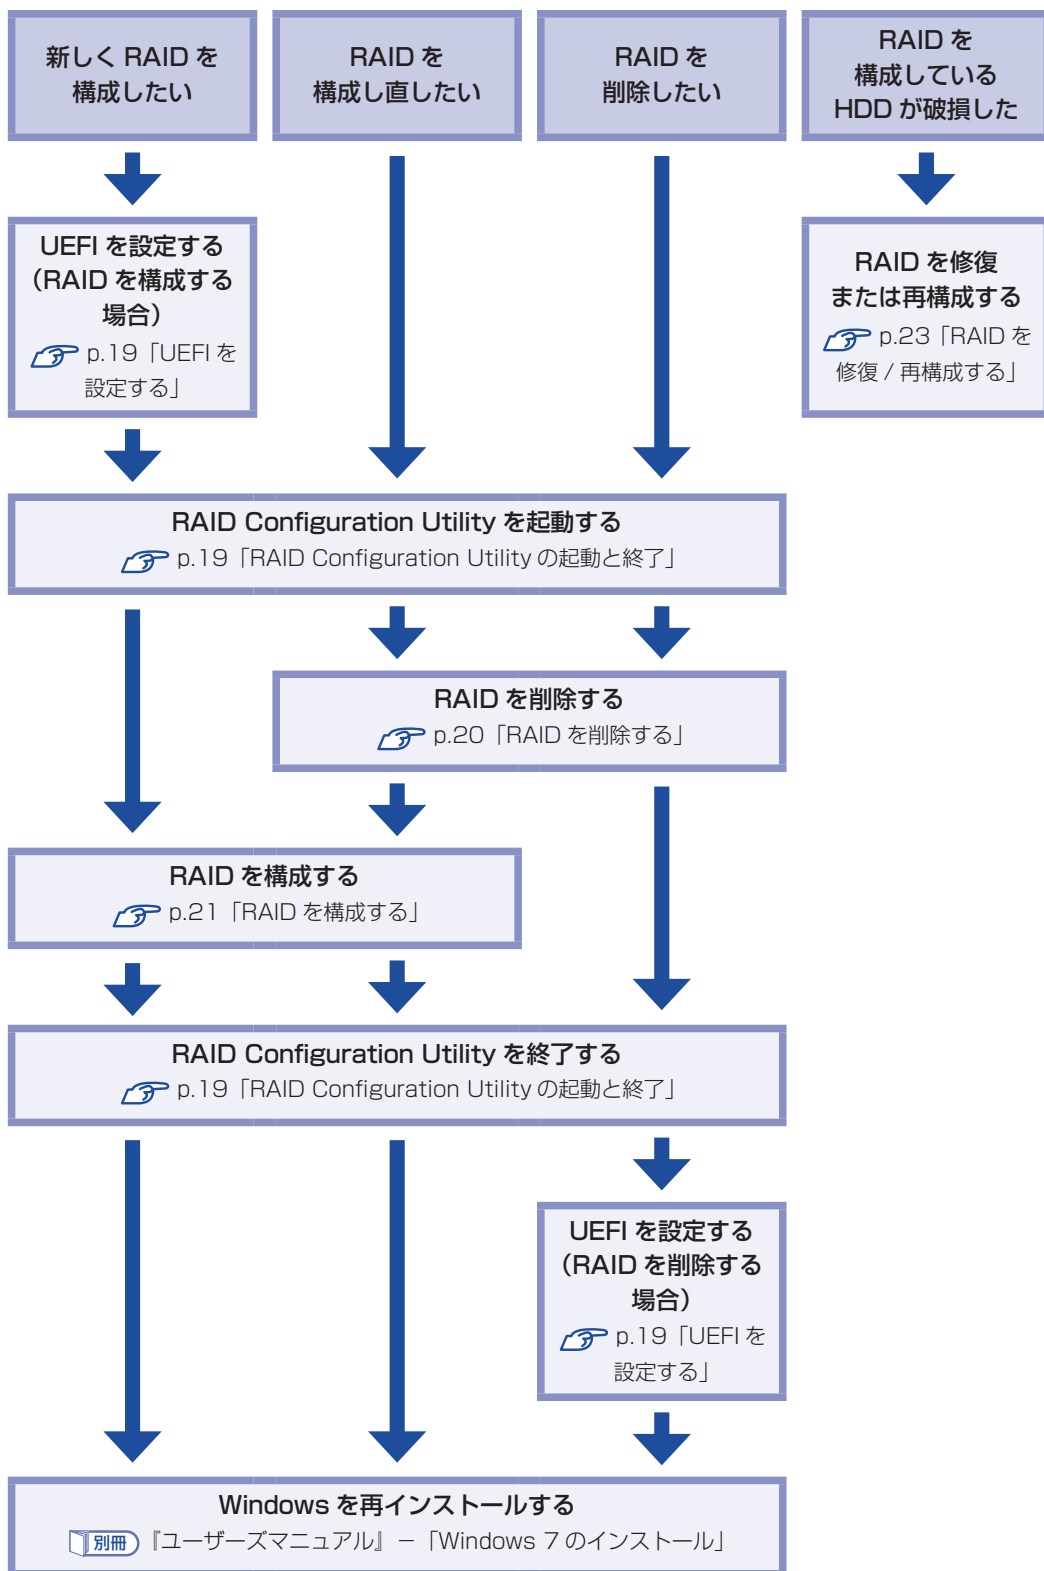 新しく RAID を
構成したい
RAID を
構成し直したい
RAID を
削除したい
RAID を
構成している
HDD が破損した
UEFI を設定する
（RAID を構成する
場合）
p.19「UEFI を
設定する」
RAID を修復
または再構成する
p.23「RAID を
修復 / 再構成する」
RAID Configuration Utility を起動する
p.19「RAID Configuration Utility の起動と終了」
RAID を削除する
p.20「RAID を削除する」
RAID を構成する
p.21「RAID を構成する」
RAID Configuration Utility を終了する
p.19「RAID Configuration Utility の起動と終了」
UEFI を設定する
（RAID を削除する
場合）
p.19「UEFI を
設定する」
Windows を再インストールする
別冊 『ユーザーズマニュアル』－「Windows 7 のインストール」